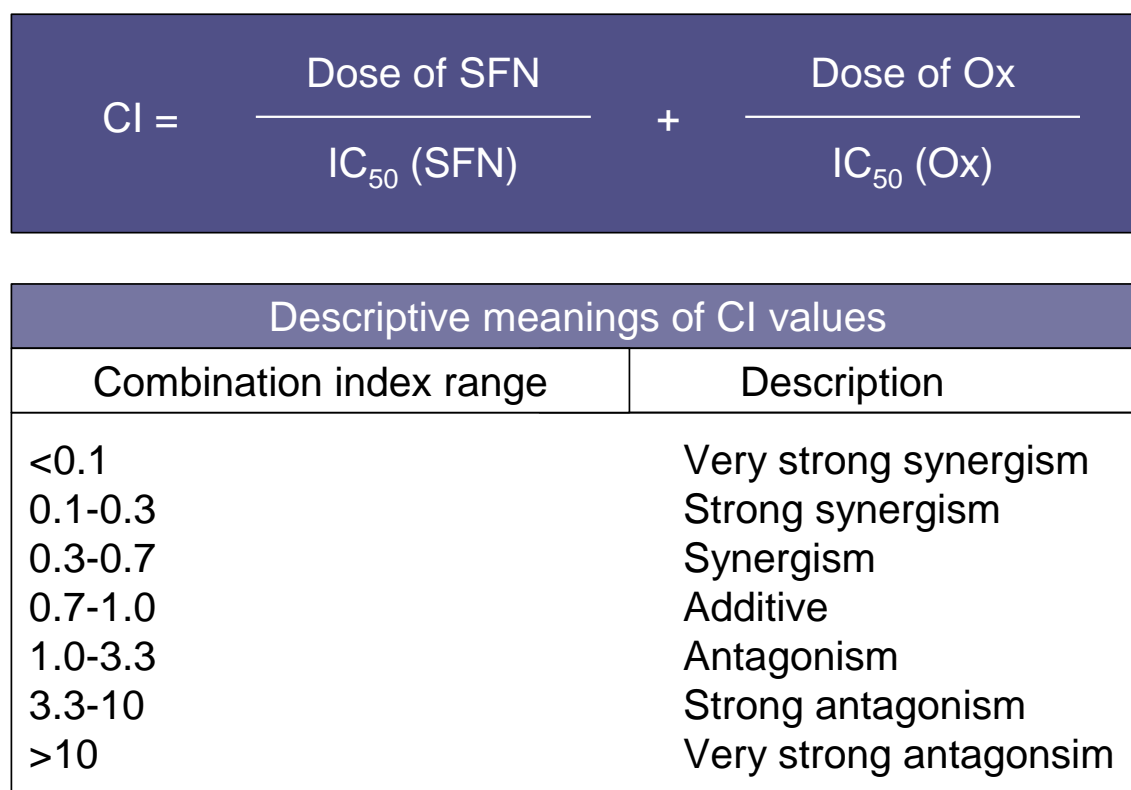 Dose of SFN Dose of Ox
CI = +
IC50 (SFN) IC50 (Ox)
Descriptive meanings of CI values
Combination index range Description
<0.1 Very strong synergism
0.1-0.3 Strong synergism
0.3-0.7 Synergism
0.7-1.0 Additive
1.0-3.3 Antagonism
3.3-10 Strong antagonism
>10 Very strong antagonsim